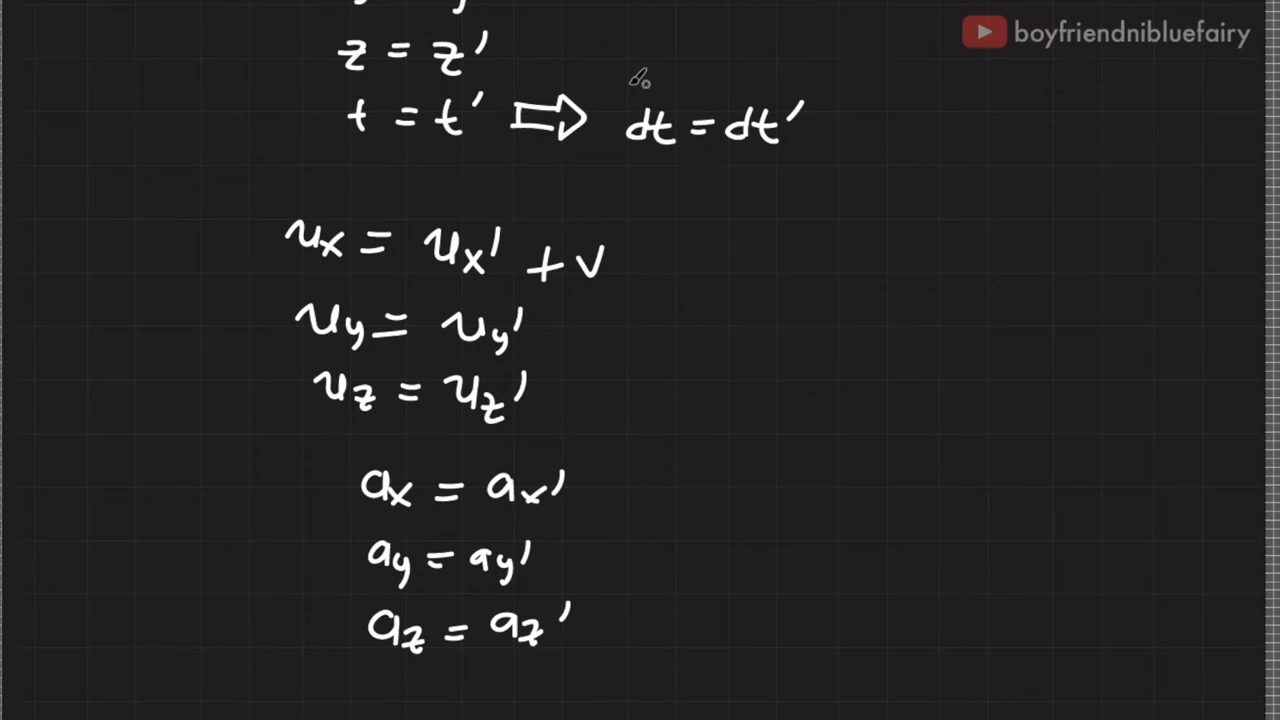 boyfriendnibluefairy
z = z'
t = t' ⇒ dt = dt'
ux = ux' + v
uy = uy'
uz = uz'
ax = ax'
ay = ay'
az = az'